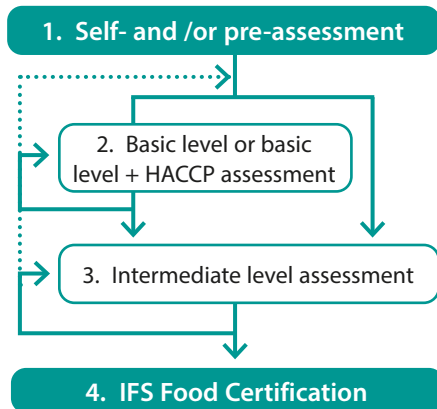 1. Self- and /or pre-assessment
2. Basic level or basic
level + HACCP assessment
3. Intermediate level assessment
4. IFS Food Certification